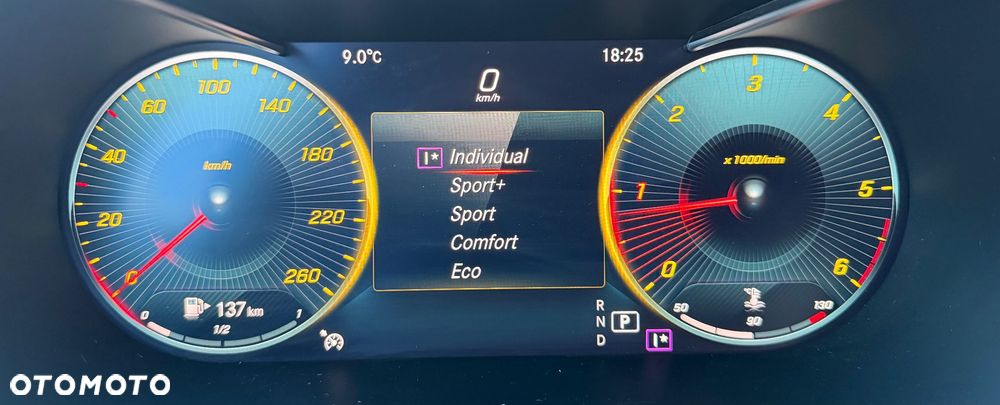 9.0°C
18:25
0
km/h
0
20
40
60
100
140
180
220
260
km/h
137 km
0
1/2
1
I* Individual
Sport+
Sport
Comfort
Eco
0
1
2
3
4
5
6
x 1000/min
50
90
130
R
N P
D
I*
OTOMOTO